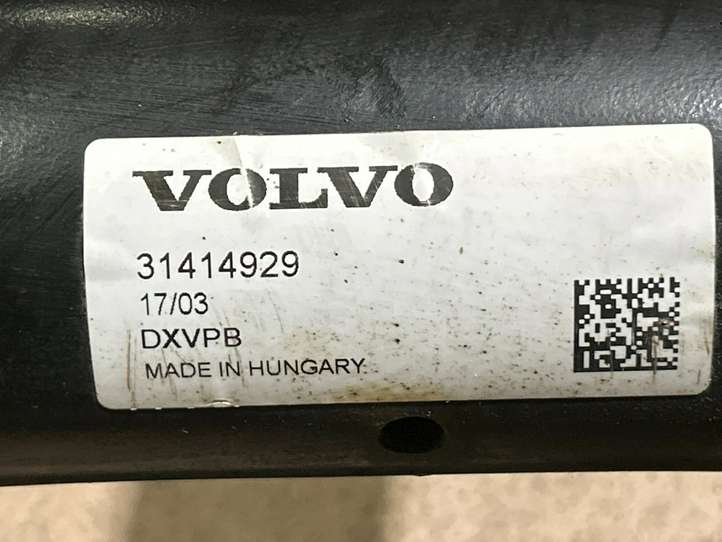 VOLVO
31414929
17/03
DXVPB
MADE IN HUNGARY